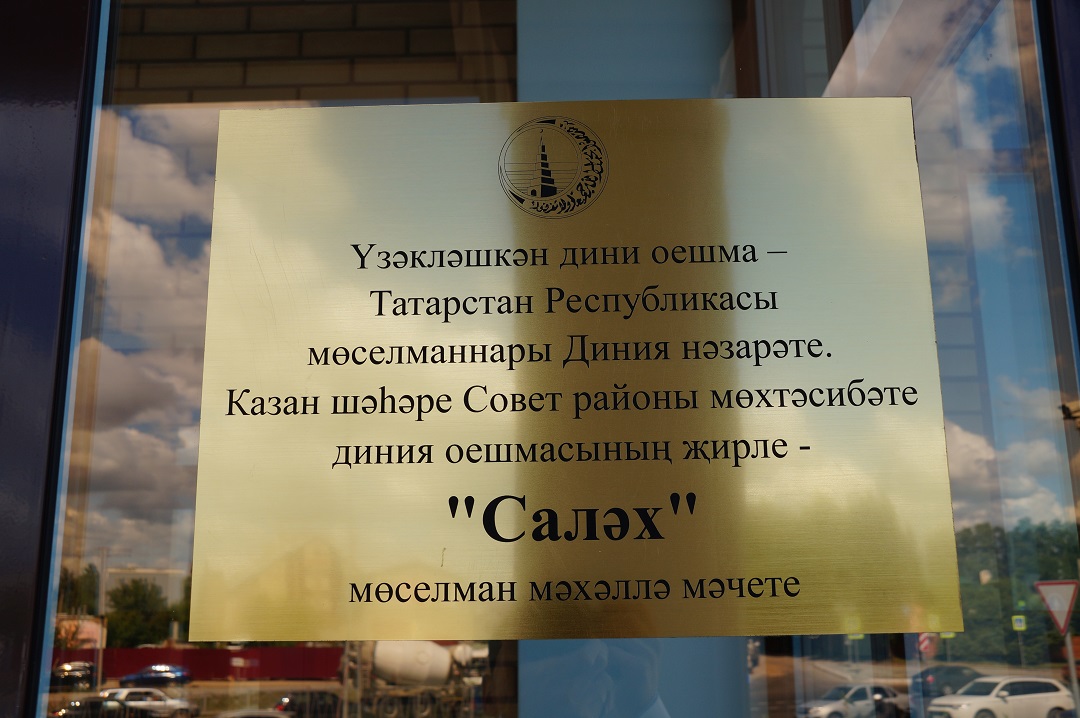 Үзәкләшкән дини оешма –
Татарстан Республикасы
мөселманнары Диния нәзарәте.
Казан шәһәре Совет районы мөхтәсибәте
диния оешмасының җирле -
"Саләх"
мөселман мәхәллә мәчете